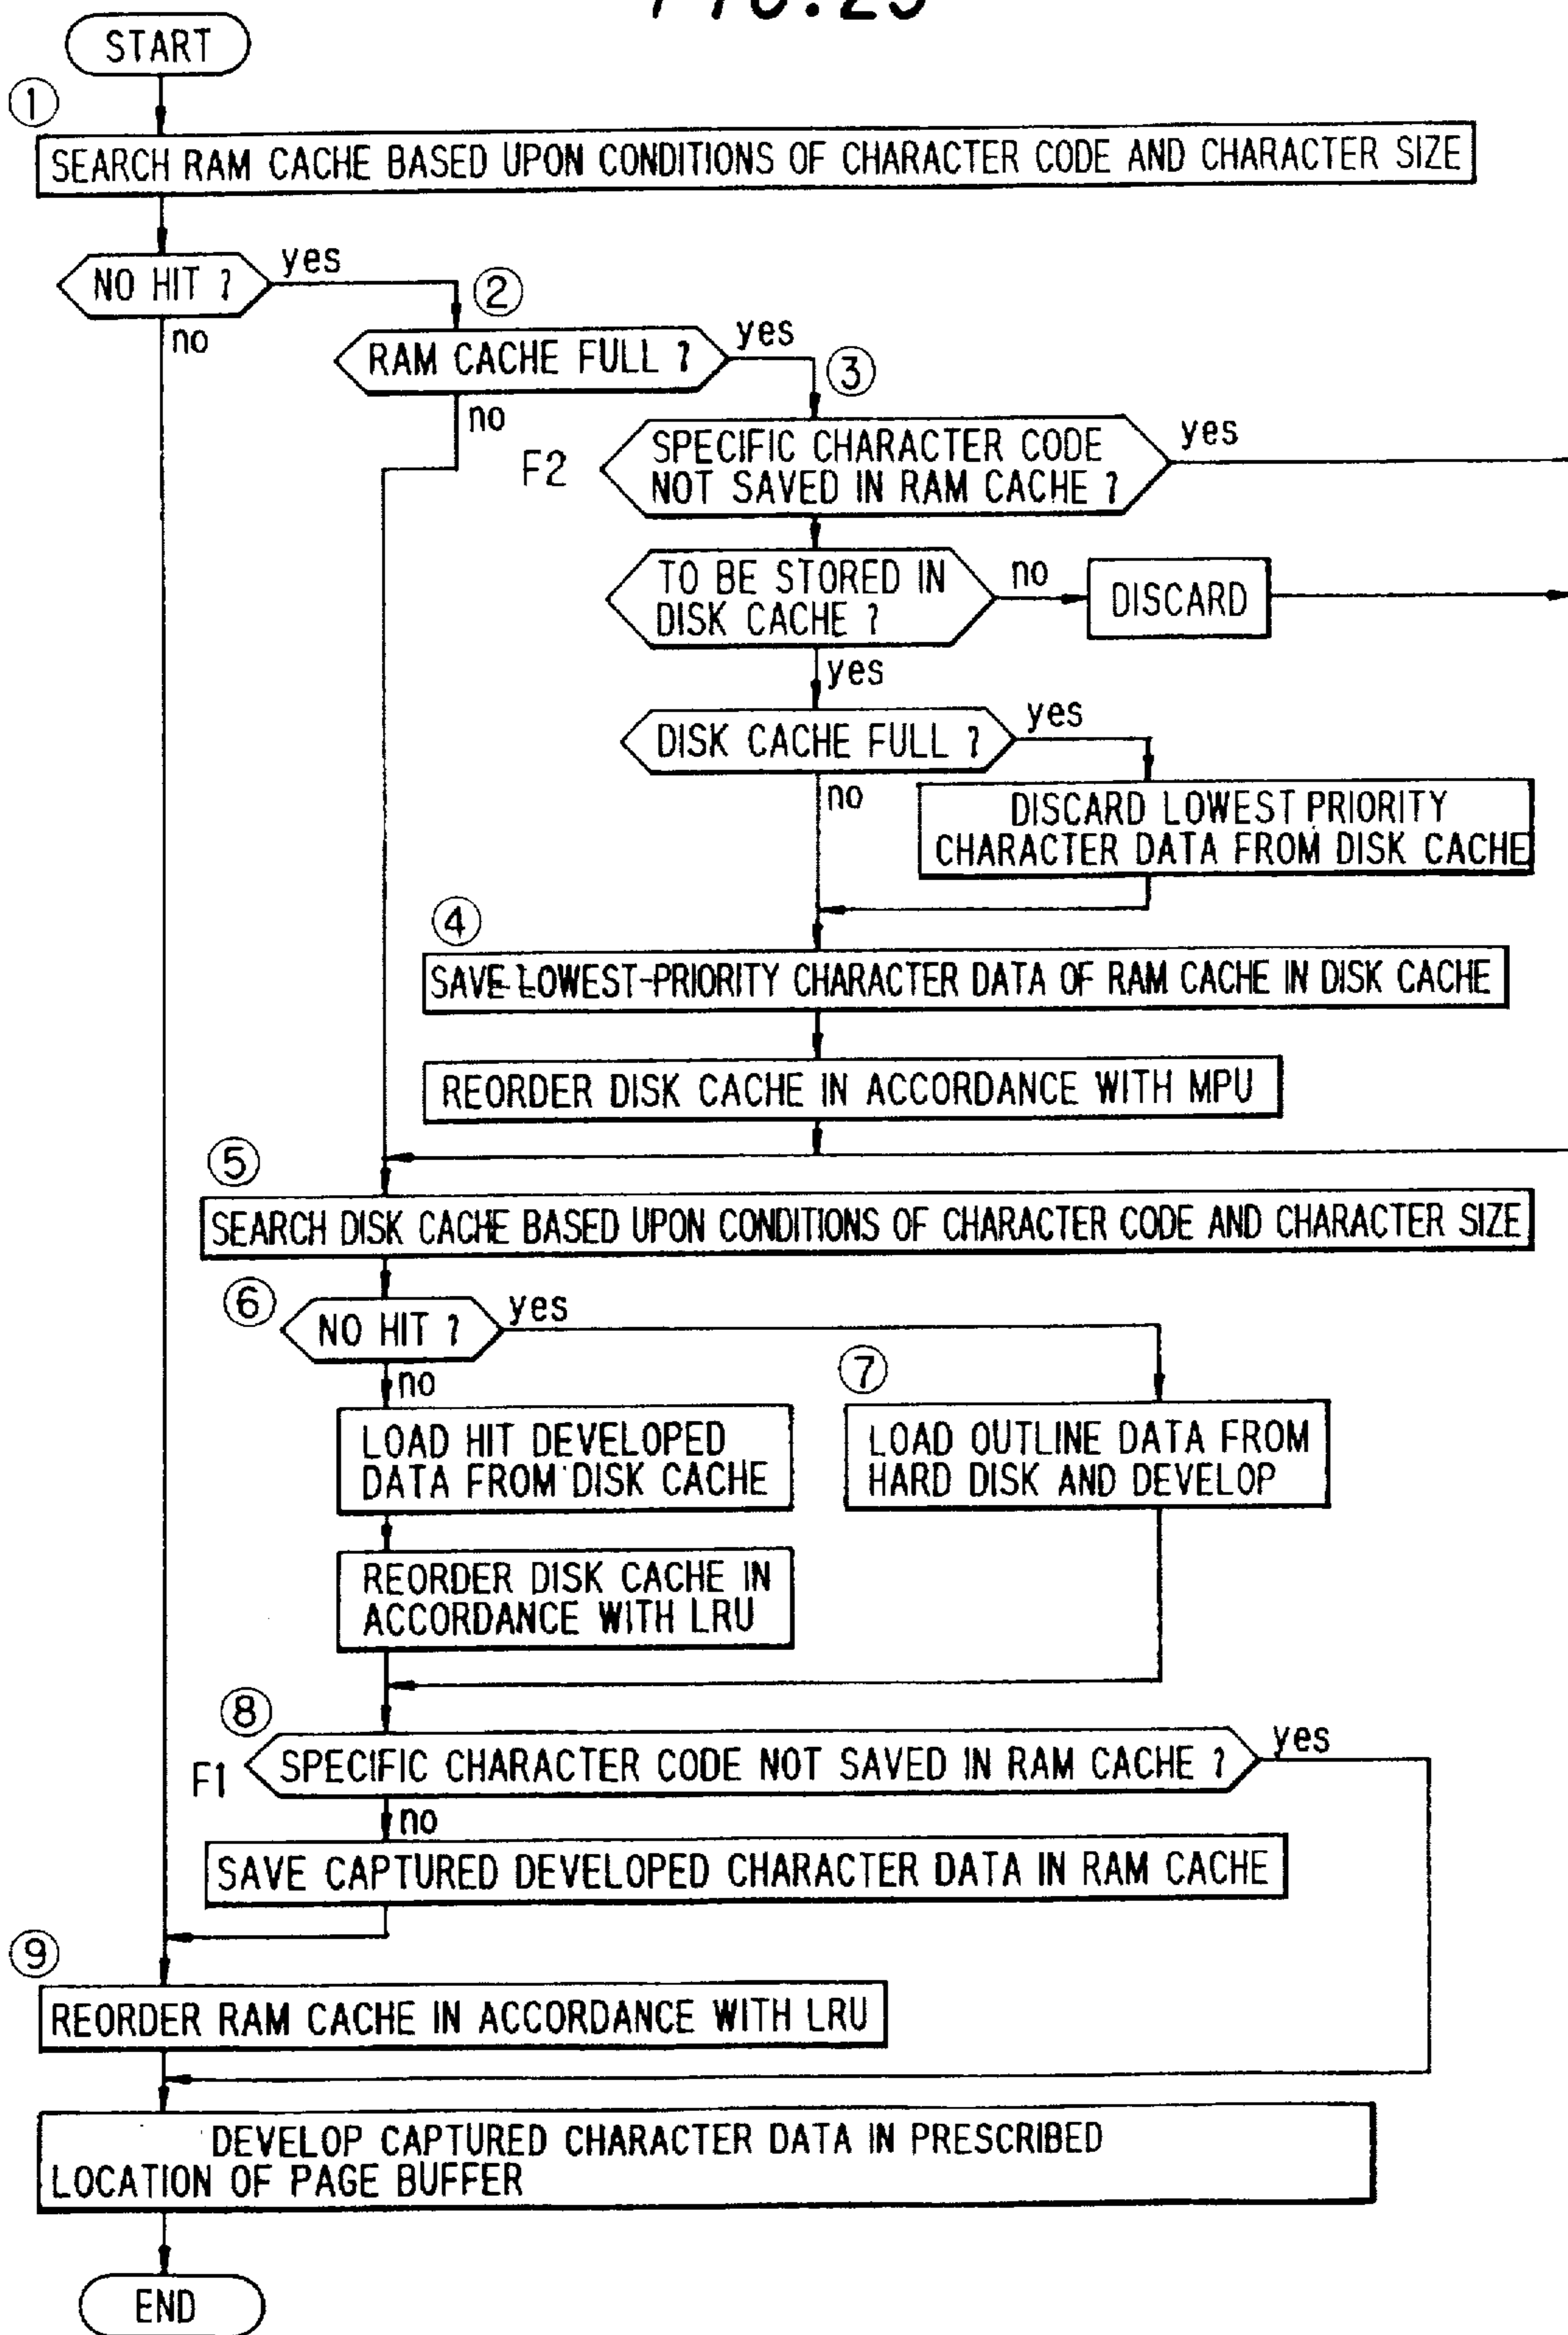 START
①
SEARCH RAM CACHE BASED UPON CONDITIONS OF CHARACTER CODE AND CHARACTER SIZE
NO HIT ?
yes
no
②
RAM CACHE FULL ?
yes
no
③
F2
SPECIFIC CHARACTER CODE
NOT SAVED IN RAM CACHE ?
yes
TO BE STORED IN
DISK CACHE ?
no
DISCARD
yes
DISK CACHE FULL ?
yes
no
DISCARD LOWEST PRIORITY
CHARACTER DATA FROM DISK CACHE
④
SAVE LOWEST-PRIORITY CHARACTER DATA OF RAM CACHE IN DISK CACHE
REORDER DISK CACHE IN ACCORDANCE WITH MPU
⑤
SEARCH DISK CACHE BASED UPON CONDITIONS OF CHARACTER CODE AND CHARACTER SIZE
⑥
NO HIT ?
yes
no
⑦
LOAD HIT DEVELOPED
DATA FROM DISK CACHE
LOAD OUTLINE DATA FROM
HARD DISK AND DEVELOP
REORDER DISK CACHE IN
ACCORDANCE WITH LRU
⑧
F1
SPECIFIC CHARACTER CODE NOT SAVED IN RAM CACHE ?
yes
no
SAVE CAPTURED DEVELOPED CHARACTER DATA IN RAM CACHE
⑨
REORDER RAM CACHE IN ACCORDANCE WITH LRU
DEVELOP CAPTURED CHARACTER DATA IN PRESCRIBED
LOCATION OF PAGE BUFFER
END